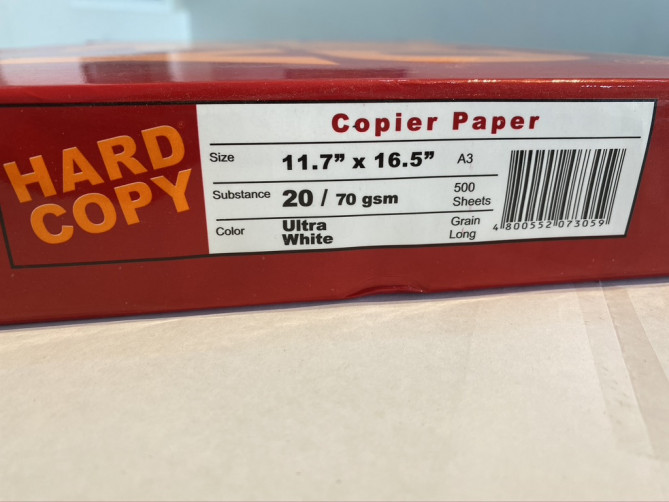 HARD
COPY
Copier Paper
Size 11.7" x 16.5" A3
Substance 20 / 70 gsm 500 Sheets
Color Ultra White Grain Long
4 800552 073059